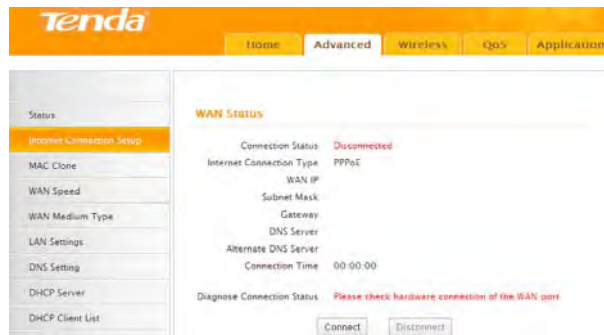 Tenda
Home Advanced Wireless QoS Application
Status
Internet Connection Setup
MAC Clone
WAN Speed
WAN Medium Type
LAN Settings
DNS Setting
DHCP Server
DHCP Client List
WAN Status
Connection Status Disconnected
Internet Connection Type PPPoE
WAN IP
Subnet Mask
Gateway
DNS Server
Alternate DNS Server
Connection Time 00:00:00
Diagnose Connection Status Please check hardware connection of the WAN port
Connect Disconnect